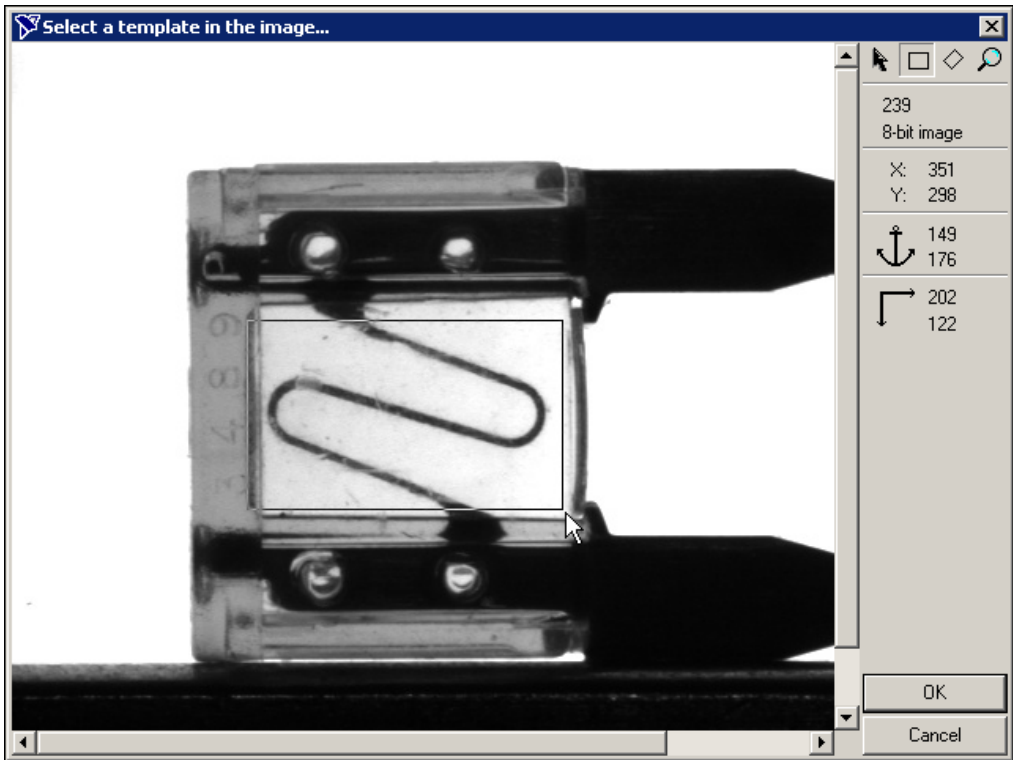 Select a template in the image...
239
8-bit image
X: 351
Y: 298
149
176
202
122
OK
Cancel